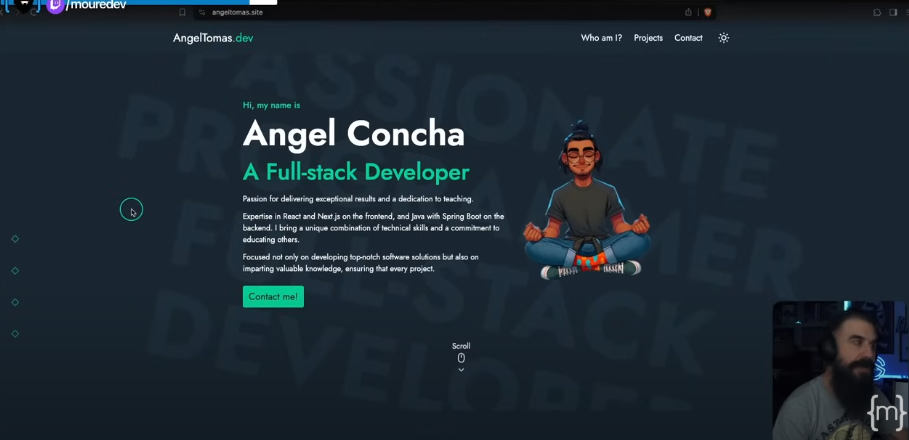 /mouredev
angeltomas.site
AngelTomas.dev
Who am I?
Projects
Contact
PASSIONATE
PROGRAMMER
FULL-STACK
DEVELOPER
Hi, my name is
Angel Concha
A Full-stack Developer
Passion for delivering exceptional results and a dedication to teaching.
Expertise in React and Next.js on the frontend, and Java with Spring Boot on the
backend. I bring a unique combination of technical skills and a commitment to
educating others.
Focused not only on developing top-notch software solutions but also on
imparting valuable knowledge, ensuring that every project.
Contact me!
Scroll
{m}